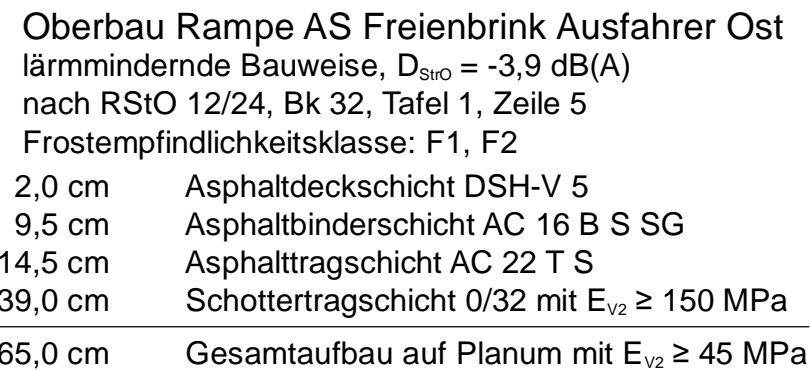 Oberbau Rampe AS Freienbrink Ausfahrer Ost
lärmmindernde Bauweise, D_StrO = -3,9 dB(A)
nach RStO 12/24, Bk 32, Tafel 1, Zeile 5
Frostempfindlichkeitsklasse: F1, F2
2,0 cm Asphaltdeckschicht DSH-V 5
9,5 cm Asphaltbinderschicht AC 16 B S SG
14,5 cm Asphalttragschicht AC 22 T S
39,0 cm Schottertragschicht 0/32 mit E_V2 ≥ 150 MPa
65,0 cm Gesamtaufbau auf Planum mit E_V2 ≥ 45 MPa